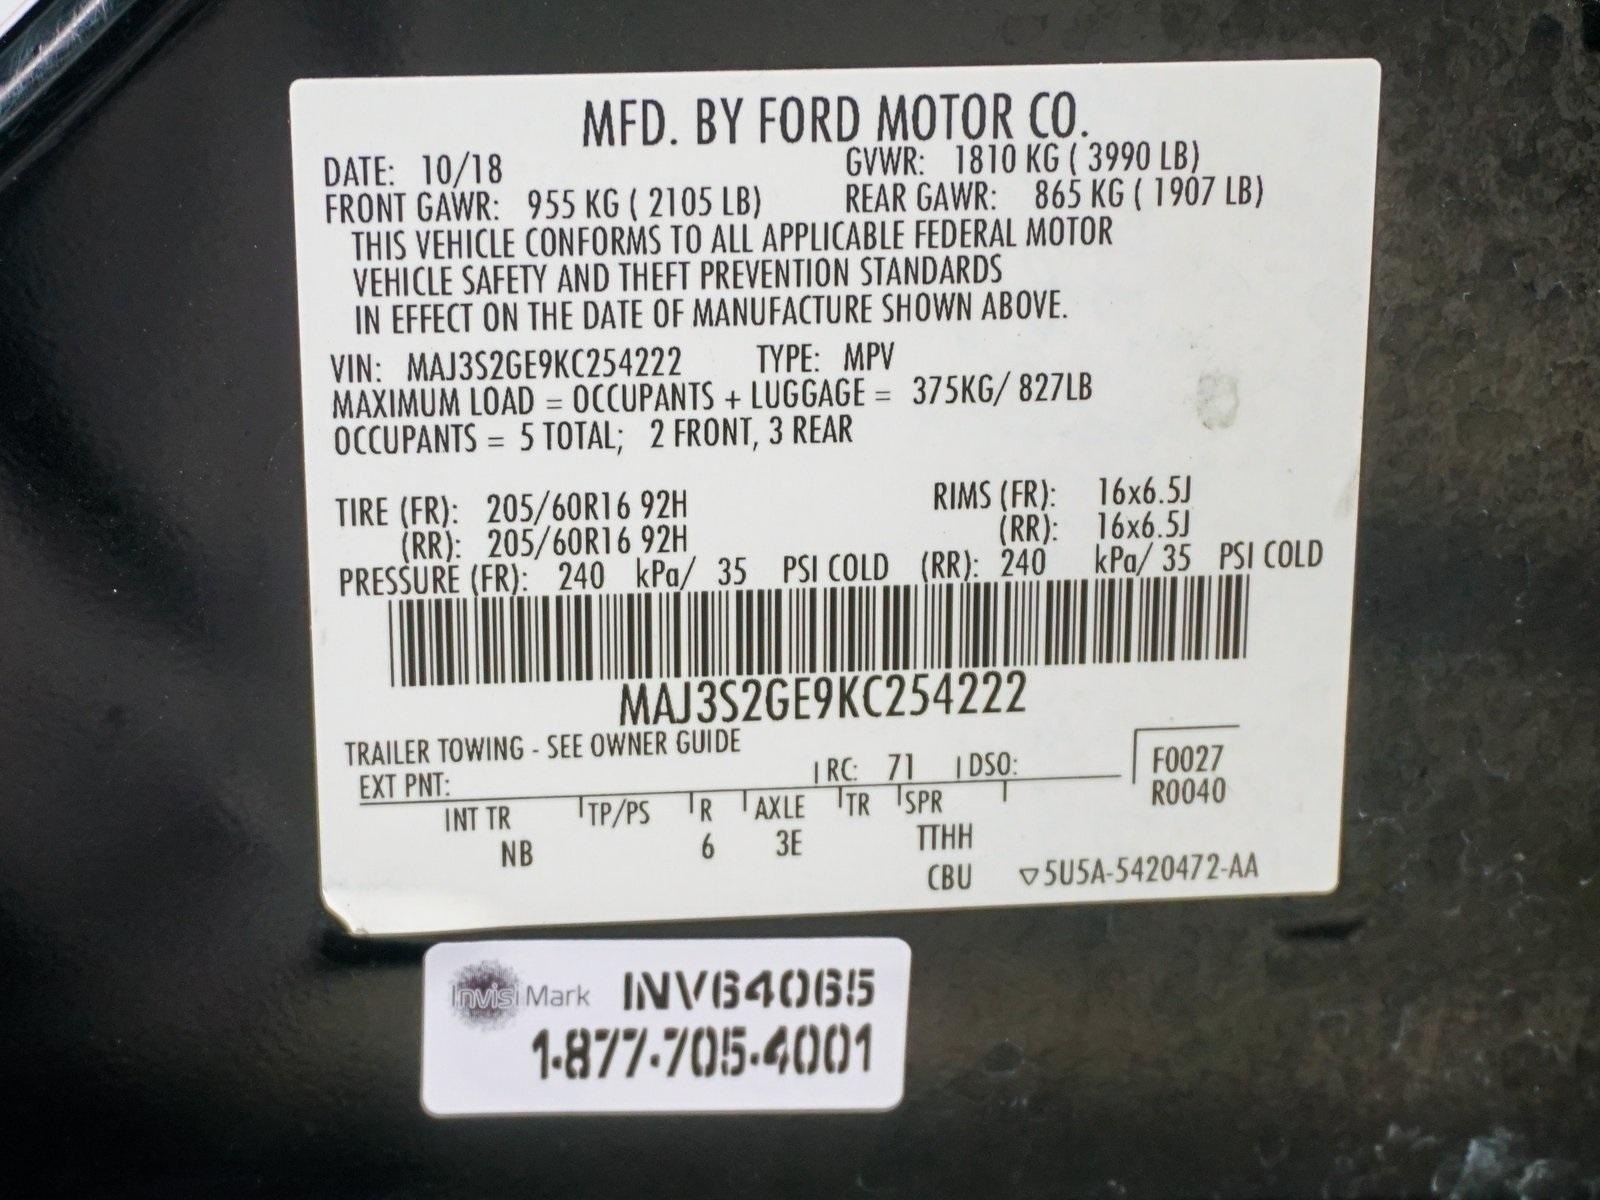 MFD. BY FORD MOTOR CO.
DATE: 10/18 GVWR: 1810 KG ( 3990 LB)
FRONT GAWR: 955 KG ( 2105 LB) REAR GAWR: 865 KG ( 1907 LB)
THIS VEHICLE CONFORMS TO ALL APPLICABLE FEDERAL MOTOR
VEHICLE SAFETY AND THEFT PREVENTION STANDARDS
IN EFFECT ON THE DATE OF MANUFACTURE SHOWN ABOVE.
VIN: MAJ3S2GE9KC254222 TYPE: MPV
MAXIMUM LOAD = OCCUPANTS + LUGGAGE = 375KG/ 827LB
OCCUPANTS = 5 TOTAL; 2 FRONT, 3 REAR
TIRE (FR): 205/60R16 92H RIMS (FR): 16x6.5J
(RR): 205/60R16 92H (RR): 16x6.5J
PRESSURE (FR): 240 kPa/ 35 PSI COLD (RR): 240 kPa/ 35 PSI COLD
MAJ3S2GE9KC254222
TRAILER TOWING - SEE OWNER GUIDE
EXT PNT: RC: 71 DSO: F0027
R0040
INT TR TP/PS R AXLE TR SPR
NB 6 3E TTHH
CBU ▽5U5A-5420472-AA
InvisiMark INV64065
1-877-705-4001